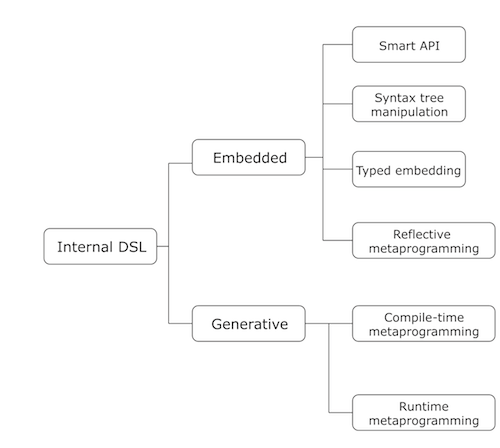 Smart API
Syntax tree
manipulation
Embedded
Typed embedding
Internal DSL
Reflective
metaprogramming
Generative
Compile-time
metaprogramming
Runtime
metaprogramming